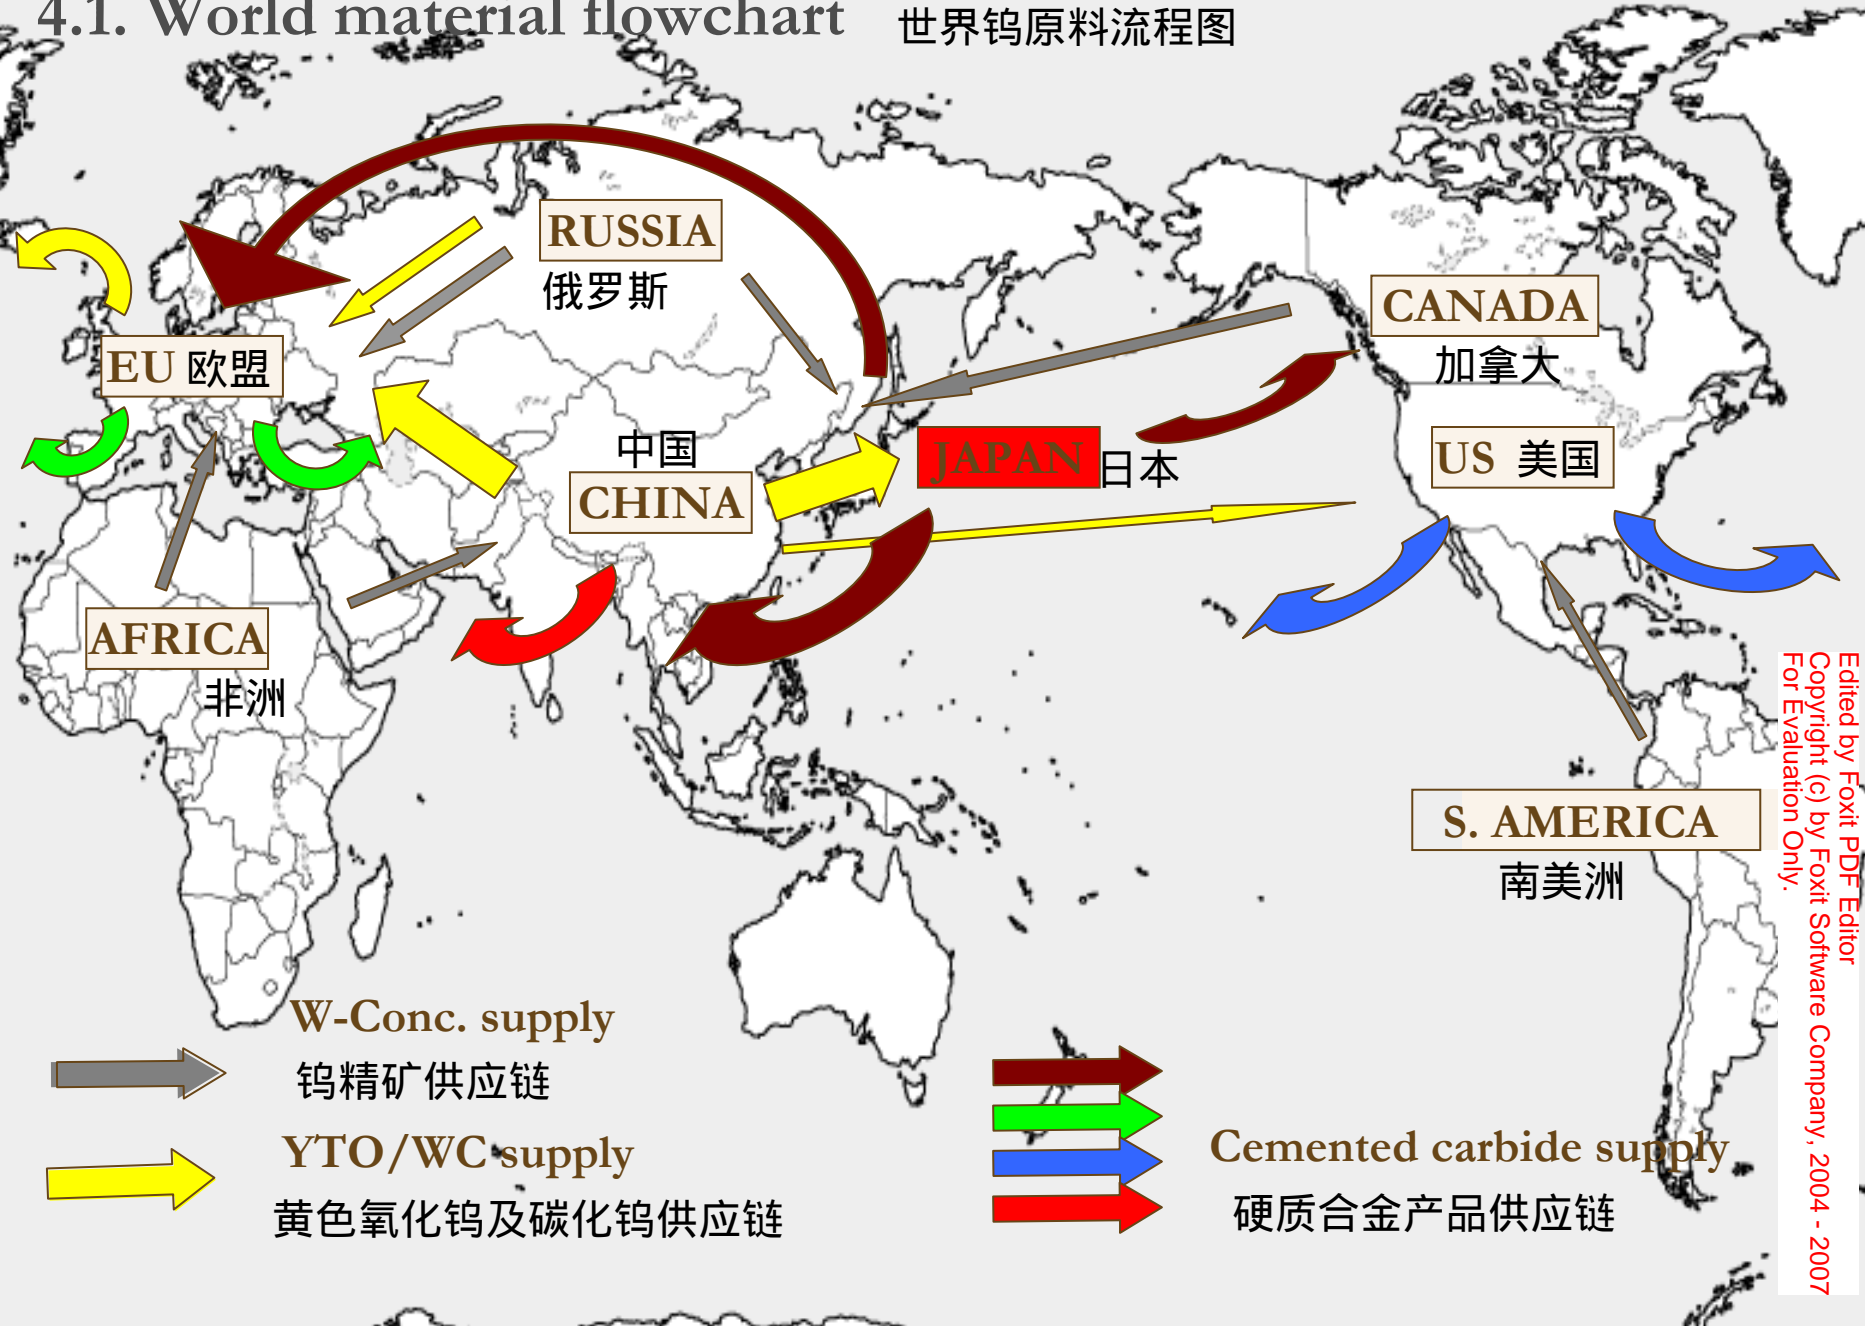 4.1. World material flowchart
世界钨原料流程图
RUSSIA
俄罗斯
CANADA
加拿大
EU 欧盟
中国
CHINA
JAPAN 日本
US 美国
AFRICA
非洲
S. AMERICA
南美洲
W-Conc. supply
钨精矿供应链
YTO/WC supply
黄色氧化钨及碳化钨供应链
Cemented carbide supply
硬质合金产品供应链
Edited by Foxit PDF Editor
Copyright (c) by Foxit Software Company, 2004 - 2007
For Evaluation Only.